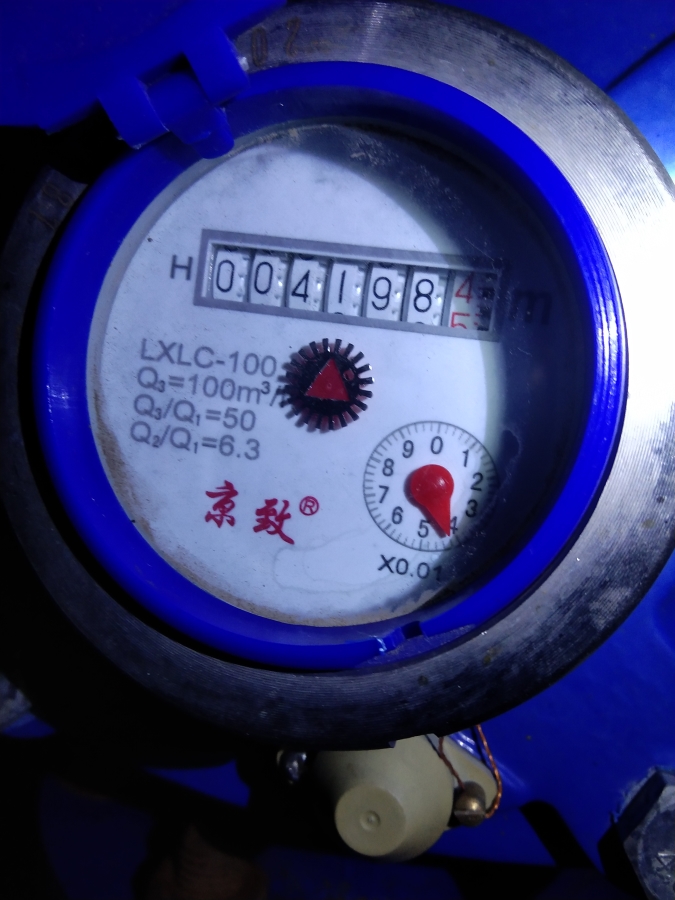 H 0041984
5
LXLC-100
Q₃=100m³/
Q₃/Q₁=50
Q₂/Q₁=6.3
京致®
0 1 2 3 4 5 6 7 8 9
X0.01